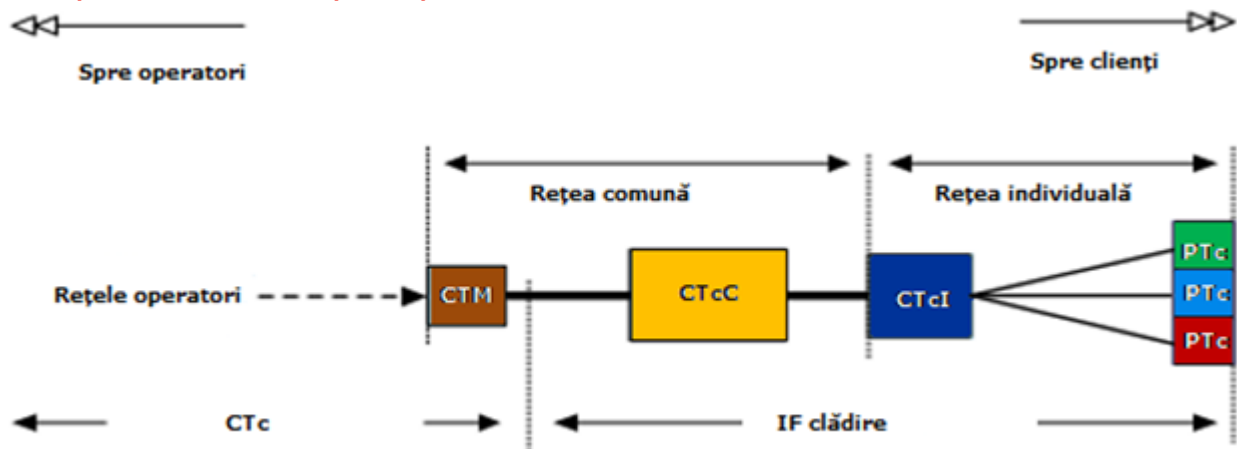 Spre operatori
Spre clienți
Rețea comună
Rețea individuală
Rețele operatori
CTM
CTcC
CTcI
PTc
PTc
PTc
CTc
IF clădire